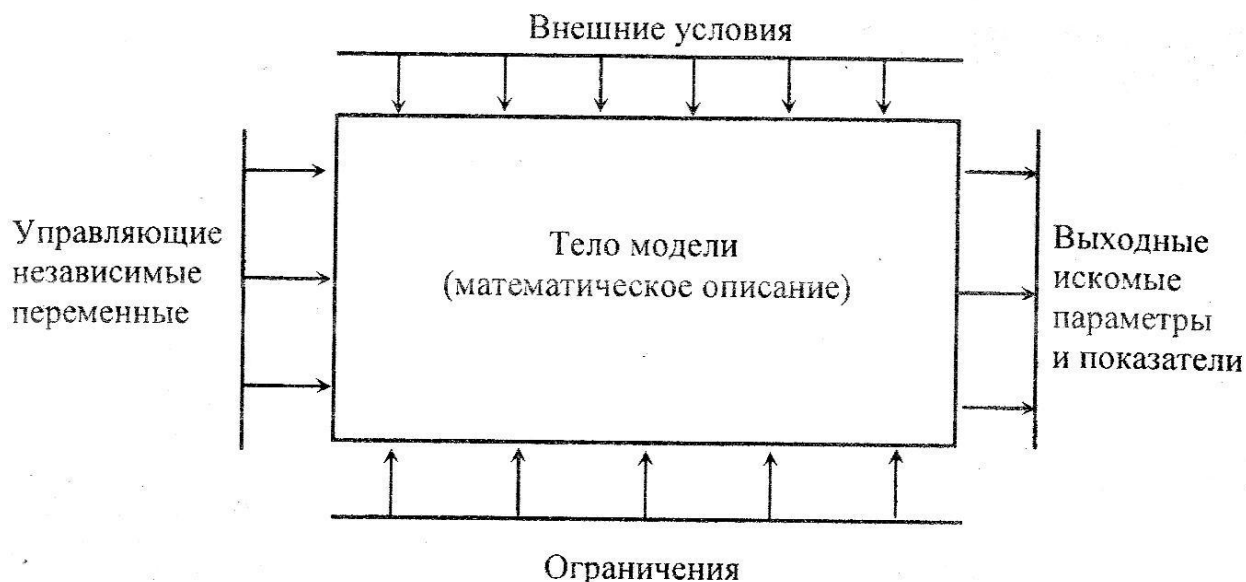 Внешние условия
Управляющие
независимые
переменные
Тело модели
(математическое описание)
Выходные
искомые
параметры
и показатели
Ограничения